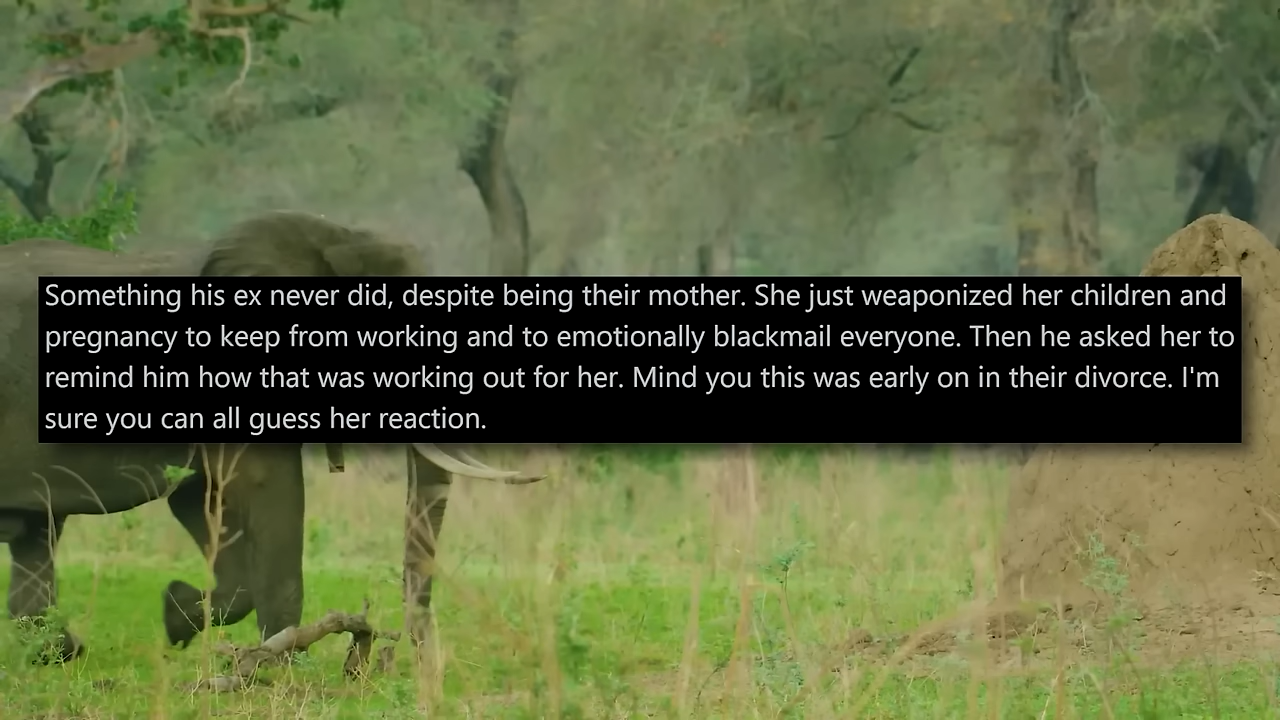 Something his ex never did, despite being their mother. She just weaponized her children and
pregnancy to keep from working and to emotionally blackmail everyone. Then he asked her to
remind him how that was working out for her. Mind you this was early on in their divorce. I'm
sure you can all guess her reaction.